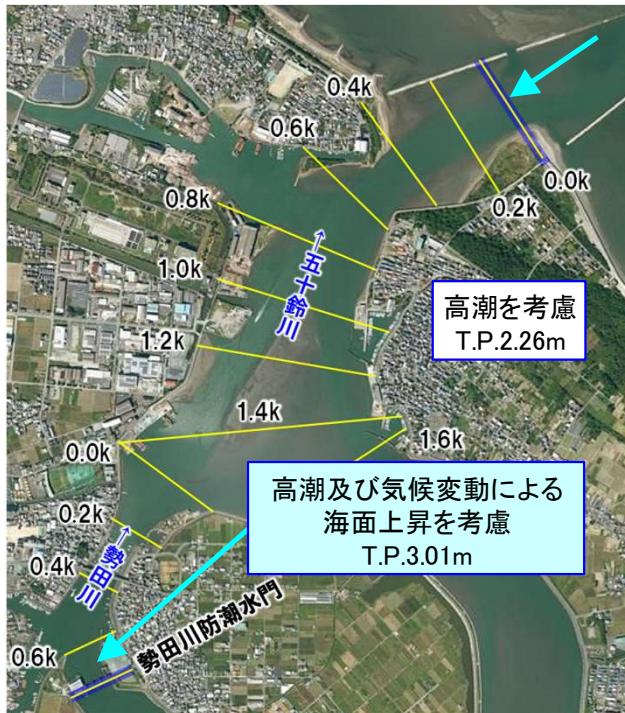 0.4k
0.6k
0.0k
0.8k
0.2k
←五十鈴川
1.0k
高潮を考慮
T.P.2.26m
1.2k
1.4k
0.0k
1.6k
高潮及び気候変動による
海面上昇を考慮
T.P.3.01m
0.2k
←勢田川
0.4k
勢田川防潮水門
0.6k